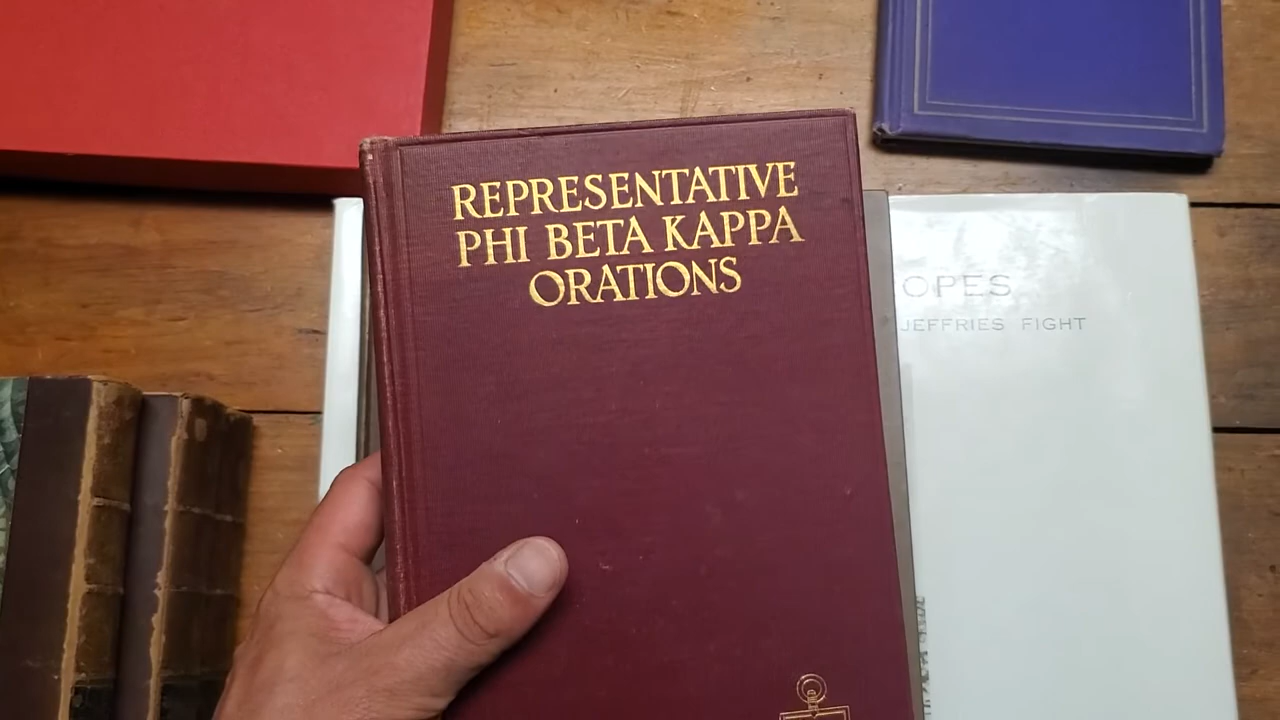 REPRESENTATIVE
PHI BETA KAPPA
ORATIONS
OPES
JEFFRIES FIGHT